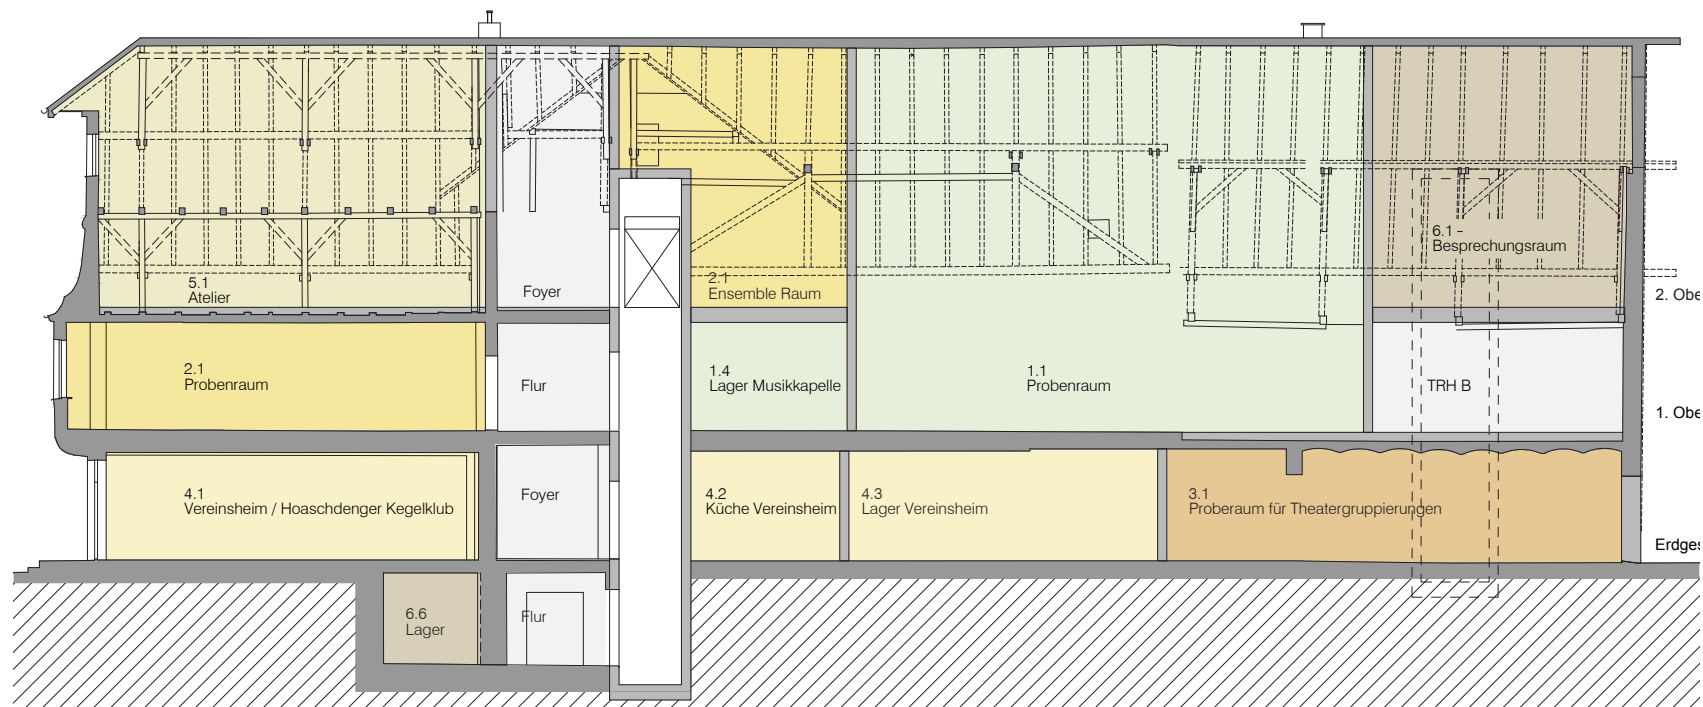 5.1
Atelier
Foyer
2.1
Ensemble Raum
6.1 -
Besprechungsraum
2. Obe
2.1
Probenraum
Flur
1.4
Lager Musikkapelle
1.1
Probenraum
TRH B
1. Obe
4.1
Vereinsheim / Hoaschdenger Kegelklub
Foyer
4.2
Küche Vereinsheim
4.3
Lager Vereinsheim
3.1
Proberaum für Theatergruppierungen
Erdges
6.6
Lager
Flur